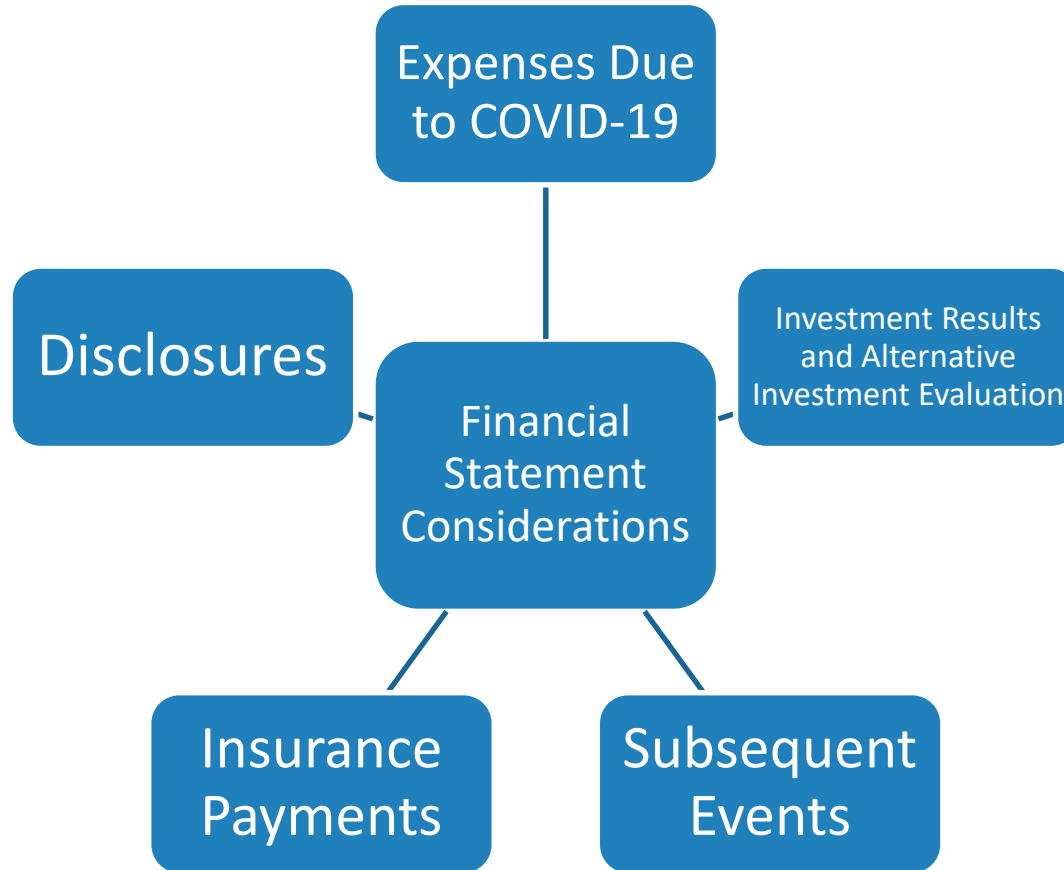 Expenses Due
to COVID-19
Disclosures
Investment Results
and Alternative
Investment Evaluation
Financial
Statement
Considerations
Insurance
Payments
Subsequent
Events